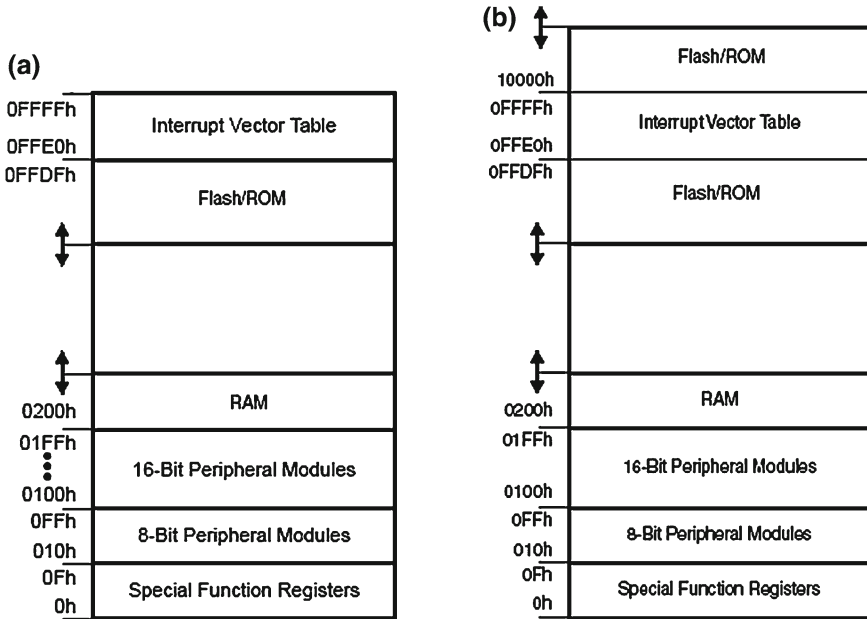 (a)
0FFFFh
Interrupt Vector Table
0FFE0h
0FFDFh
Flash/ROM
RAM
0200h
01FFh
16-Bit Peripheral Modules
0100h
0FFh
8-Bit Peripheral Modules
010h
0Fh
Special Function Registers
0h
(b)
Flash/ROM
10000h
0FFFFh
Interrupt Vector Table
0FFE0h
0FFDFh
Flash/ROM
RAM
0200h
01FFh
16-Bit Peripheral Modules
0100h
0FFh
8-Bit Peripheral Modules
010h
0Fh
Special Function Registers
0h